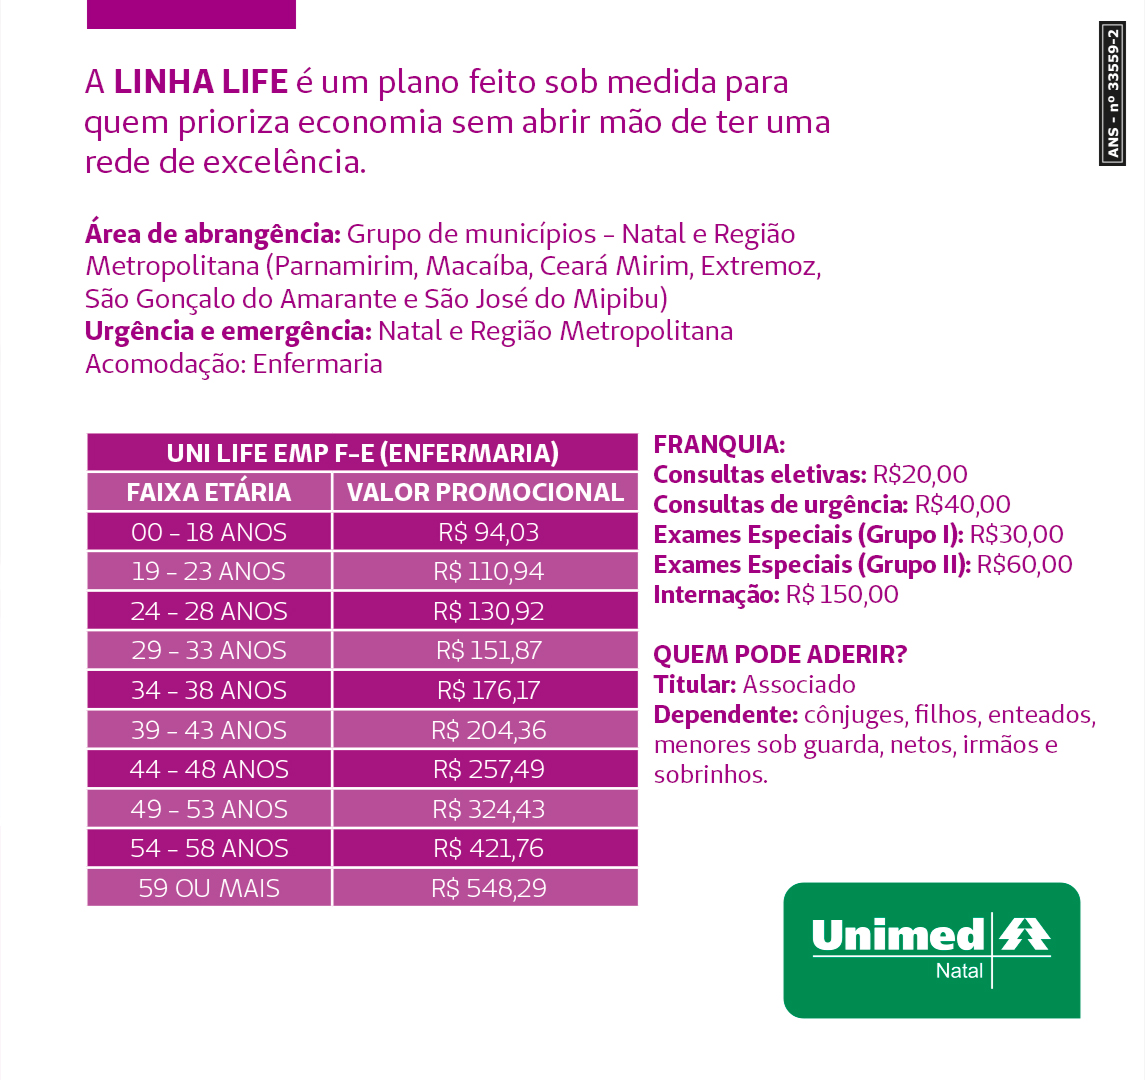 A LINHA LIFE é um plano feito sob medida para
quem prioriza economia sem abrir mão de ter uma
rede de excelência.
ANS - nº 33559-2
Área de abrangência: Grupo de municípios – Natal e Região
Metropolitana (Parnamirim, Macaíba, Ceará Mirim, Extremoz,
São Gonçalo do Amarante e São José do Mipibu)
Urgência e emergência: Natal e Região Metropolitana
Acomodação: Enfermaria
UNI LIFE EMP F-E (ENFERMARIA)
FAIXA ETÁRIA VALOR PROMOCIONAL
00 – 18 ANOS R$ 94,03
19 – 23 ANOS R$ 110,94
24 – 28 ANOS R$ 130,92
29 – 33 ANOS R$ 151,87
34 – 38 ANOS R$ 176,17
39 – 43 ANOS R$ 204,36
44 – 48 ANOS R$ 257,49
49 – 53 ANOS R$ 324,43
54 – 58 ANOS R$ 421,76
59 OU MAIS R$ 548,29
FRANQUIA:
Consultas eletivas: R$20,00
Consultas de urgência: R$40,00
Exames Especiais (Grupo I): R$30,00
Exames Especiais (Grupo II): R$60,00
Internação: R$ 150,00
QUEM PODE ADERIR?
Titular: Associado
Dependente: cônjuges, filhos, enteados,
menores sob guarda, netos, irmãos e
sobrinhos.
Unimed
Natal